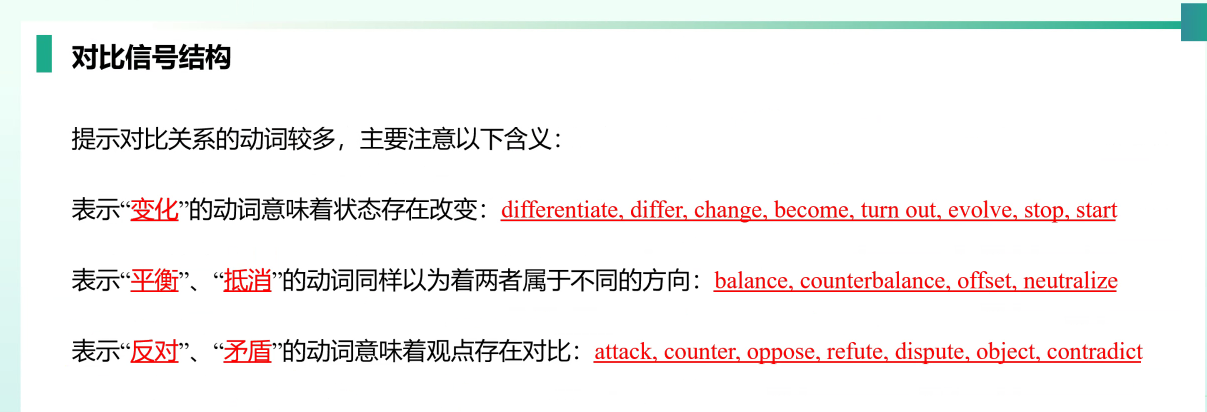 对比信号结构
提示对比关系的动词较多，主要注意以下含义：
表示“变化”的动词意味着状态存在改变：differentiate, differ, change, become, turn out, evolve, stop, start
表示“平衡”、“抵消”的动词同样以为着两者属于不同的方向：balance, counterbalance, offset, neutralize
表示“反对”、“矛盾”的动词意味着观点存在对比：attack, counter, oppose, refute, dispute, object, contradict